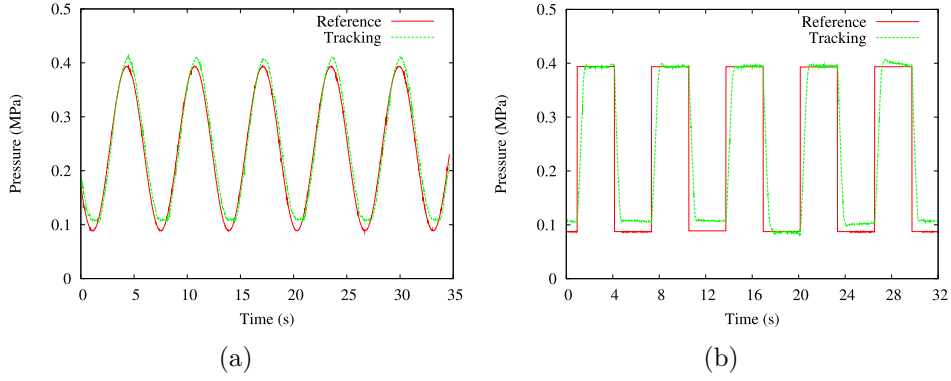 0.5
0.4
0.3
0.2
0.1
0
Pressure (MPa)
Reference
Tracking
0 5 10 15 20 25 30 35
Time (s)
(a)
0.5
0.4
0.3
0.2
0.1
0
Pressure (MPa)
Reference
Tracking
0 4 8 12 16 20 24 28 32
Time (s)
(b)